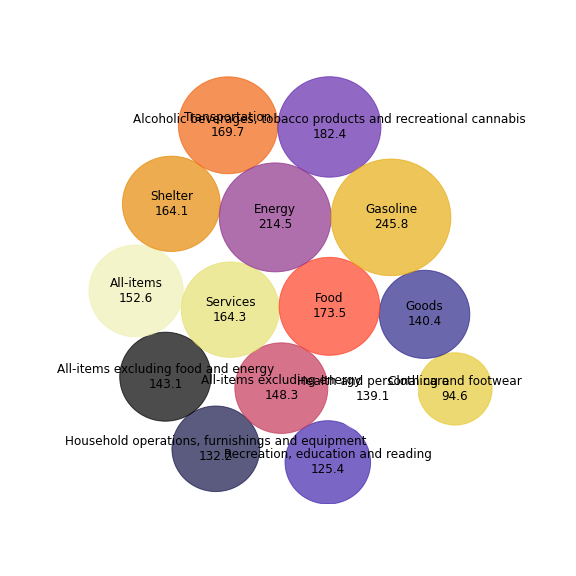 Transportation
169.7
Alcoholic beverages, tobacco products and recreational cannabis
182.4
Shelter
164.1
Energy
214.5
Gasoline
245.8
All-items
152.6
Services
164.3
Food
173.5
Goods
140.4
All-items excluding food and energy
143.1
All-items excluding energy
148.3
Health and personal care
139.1
Clothing and footwear
94.6
Household operations, furnishings and equipment
132.2
Recreation, education and reading
125.4